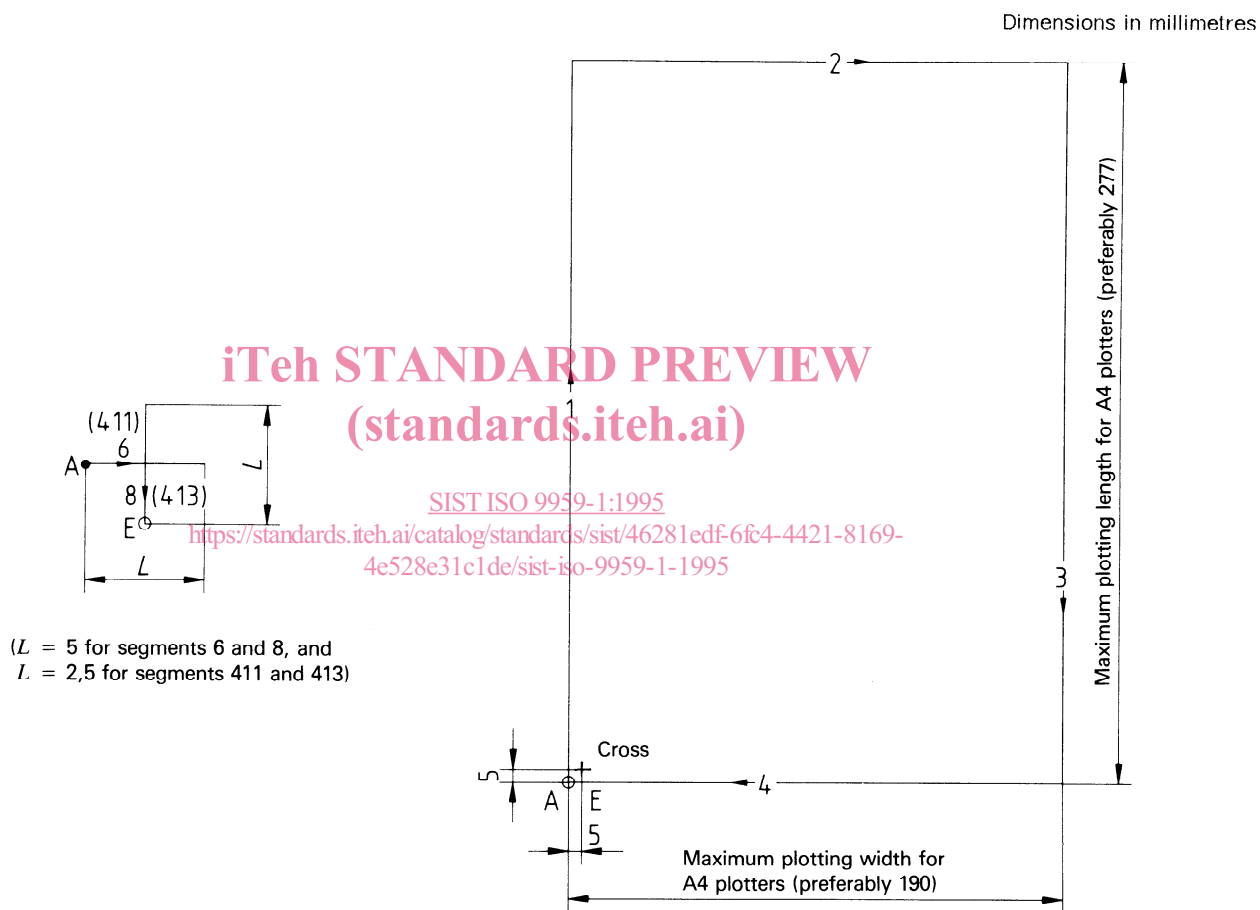 Dimensions in millimetres
2
Maximum plotting length for A4 plotters (preferably 277)
iTeh STANDARD PREVIEW
1
(standards.iteh.ai)
(411)
6
A
L
8 (413)
E
L
SIST ISO 9959-1:1995
https://standards.iteh.ai/catalog/standards/sist/46281edf-6fc4-4421-8169-
4e528e31c1de/sist-iso-9959-1-1995
3
(L = 5 for segments 6 and 8, and
L = 2,5 for segments 411 and 413)
Cross
5
4
A E
5
Maximum plotting width for
A4 plotters (preferably 190)